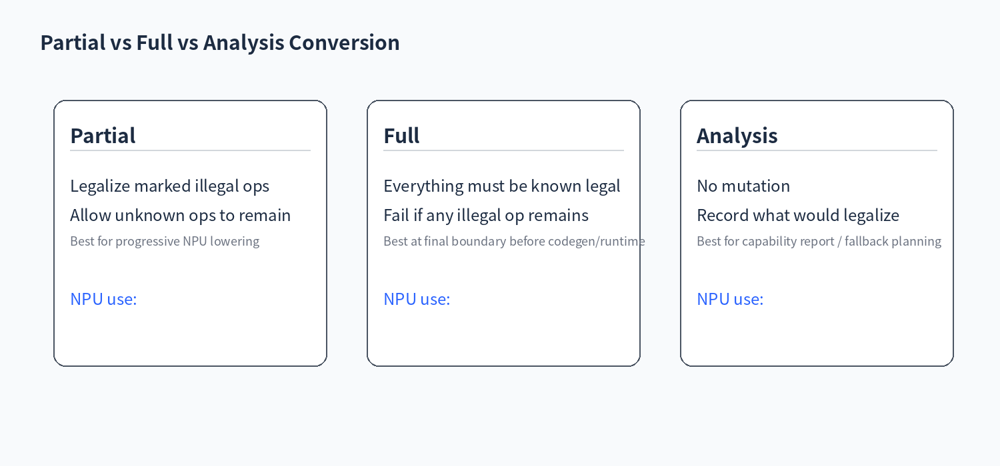 Partial vs Full vs Analysis Conversion
Partial
Legalize marked illegal ops
Allow unknown ops to remain
Best for progressive NPU lowering
NPU use:
Full
Everything must be known legal
Fail if any illegal op remains
Best at final boundary before codegen/runtime
NPU use:
Analysis
No mutation
Record what would legalize
Best for capability report / fallback planning
NPU use: